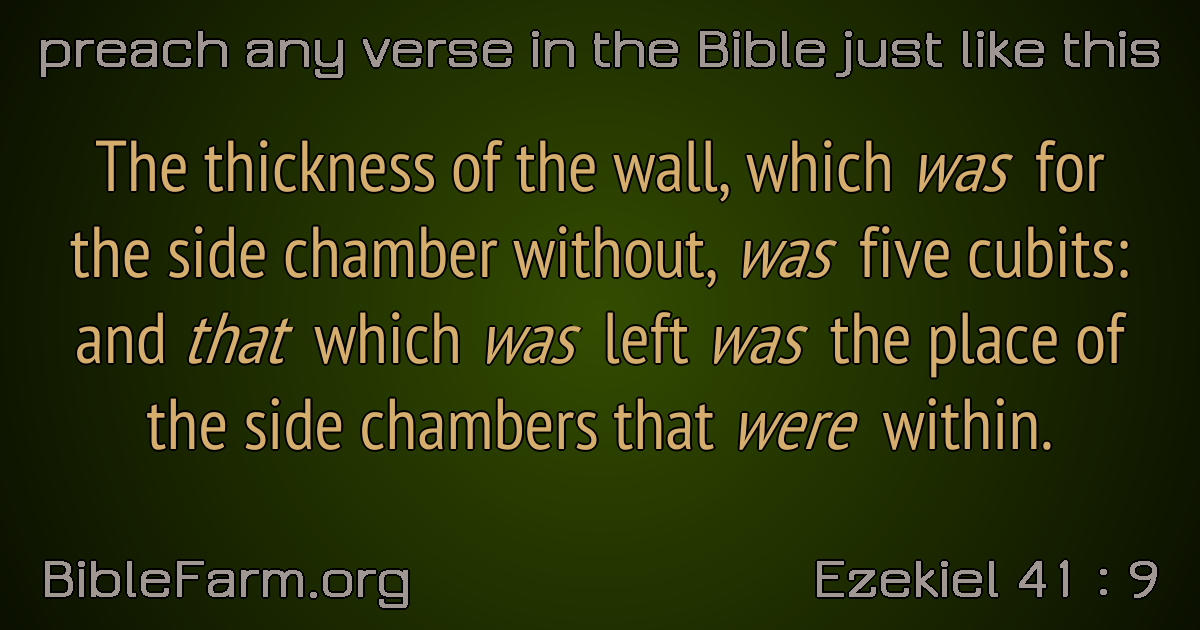 preach any verse in the Bible just like this
The thickness of the wall, which was for
the side chamber without, was five cubits:
and that which was left was the place of
the side chambers that were within.
BibleFarm.org
Ezekiel 41 : 9